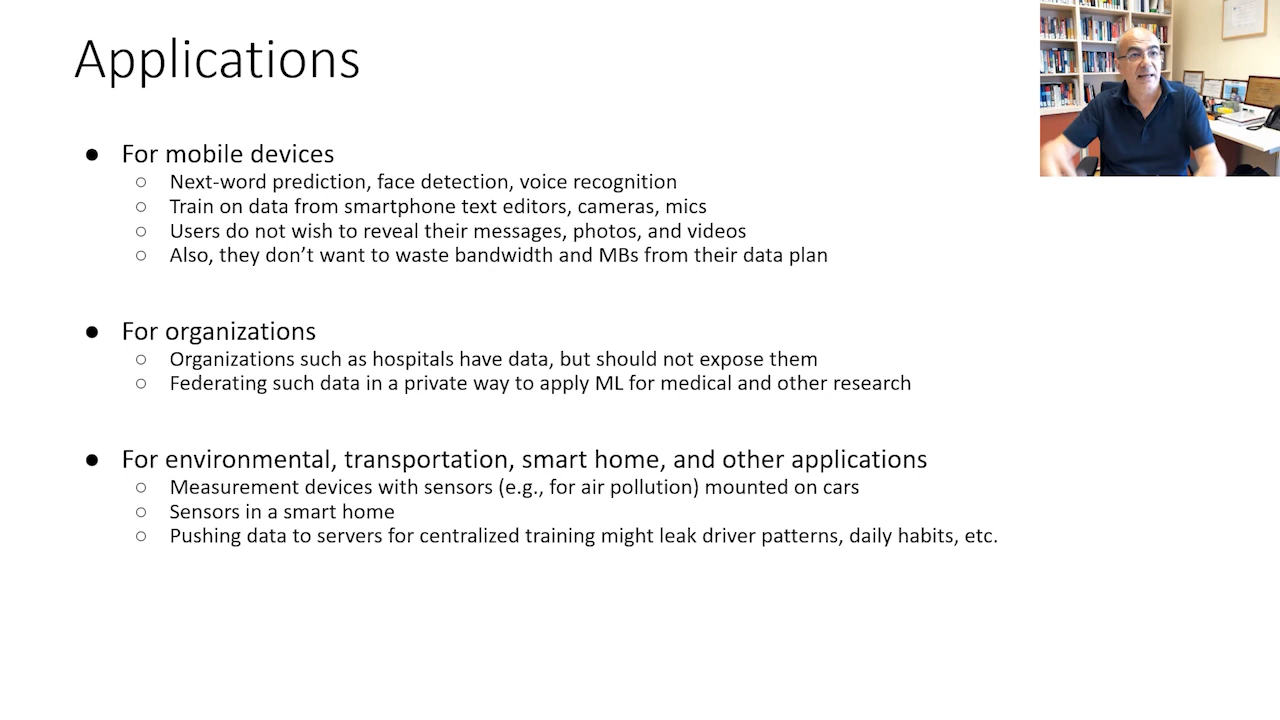 Applications
● For mobile devices
○ Next-word prediction, face detection, voice recognition
○ Train on data from smartphone text editors, cameras, mics
○ Users do not wish to reveal their messages, photos, and videos
○ Also, they don’t want to waste bandwidth and MBs from their data plan
● For organizations
○ Organizations such as hospitals have data, but should not expose them
○ Federating such data in a private way to apply ML for medical and other research
● For environmental, transportation, smart home, and other applications
○ Measurement devices with sensors (e.g., for air pollution) mounted on cars
○ Sensors in a smart home
○ Pushing data to servers for centralized training might leak driver patterns, daily habits, etc.